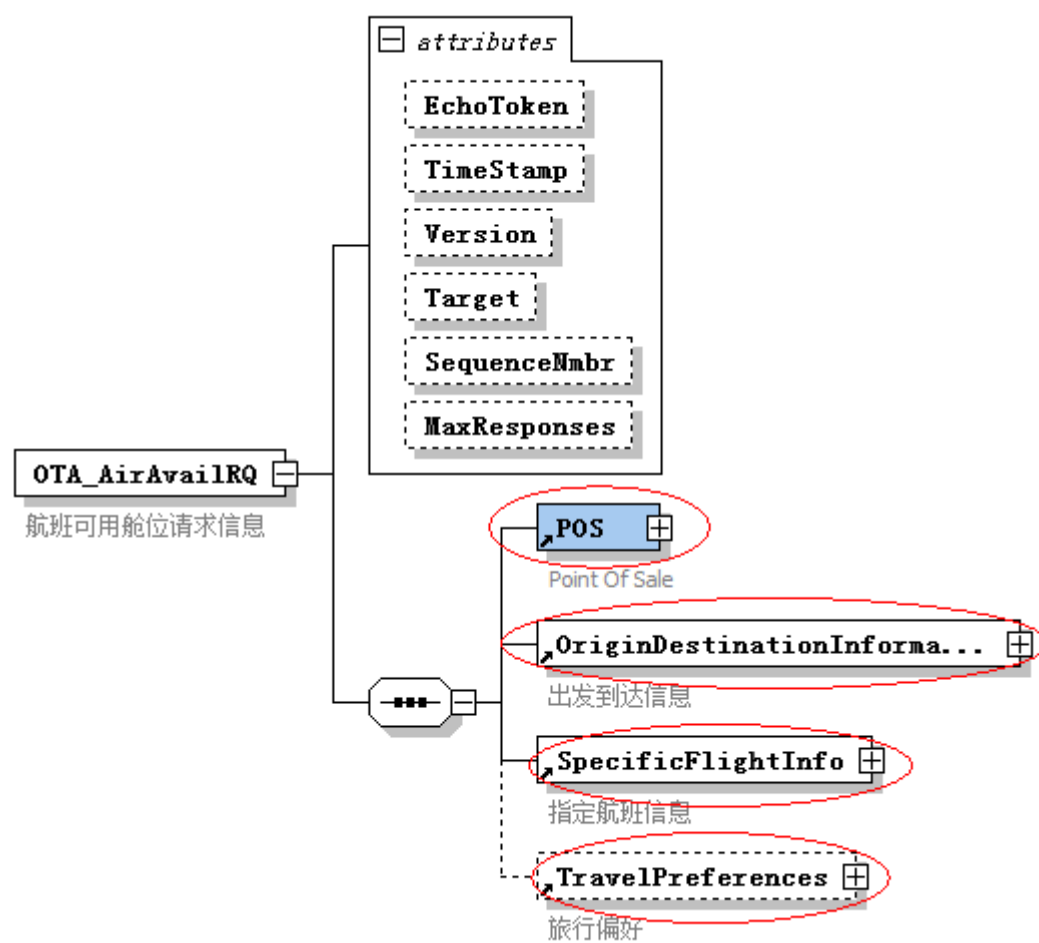 attributes
EchoToken
TimeStamp
Version
Target
SequenceNmbr
MaxResponses
OTA_AirAvailRQ
航班可用舱位请求信息
POS
Point Of Sale
OriginDestinationInforma...
出发到达信息
SpecificFlightInfo
指定航班信息
TravelPreferences
旅行偏好